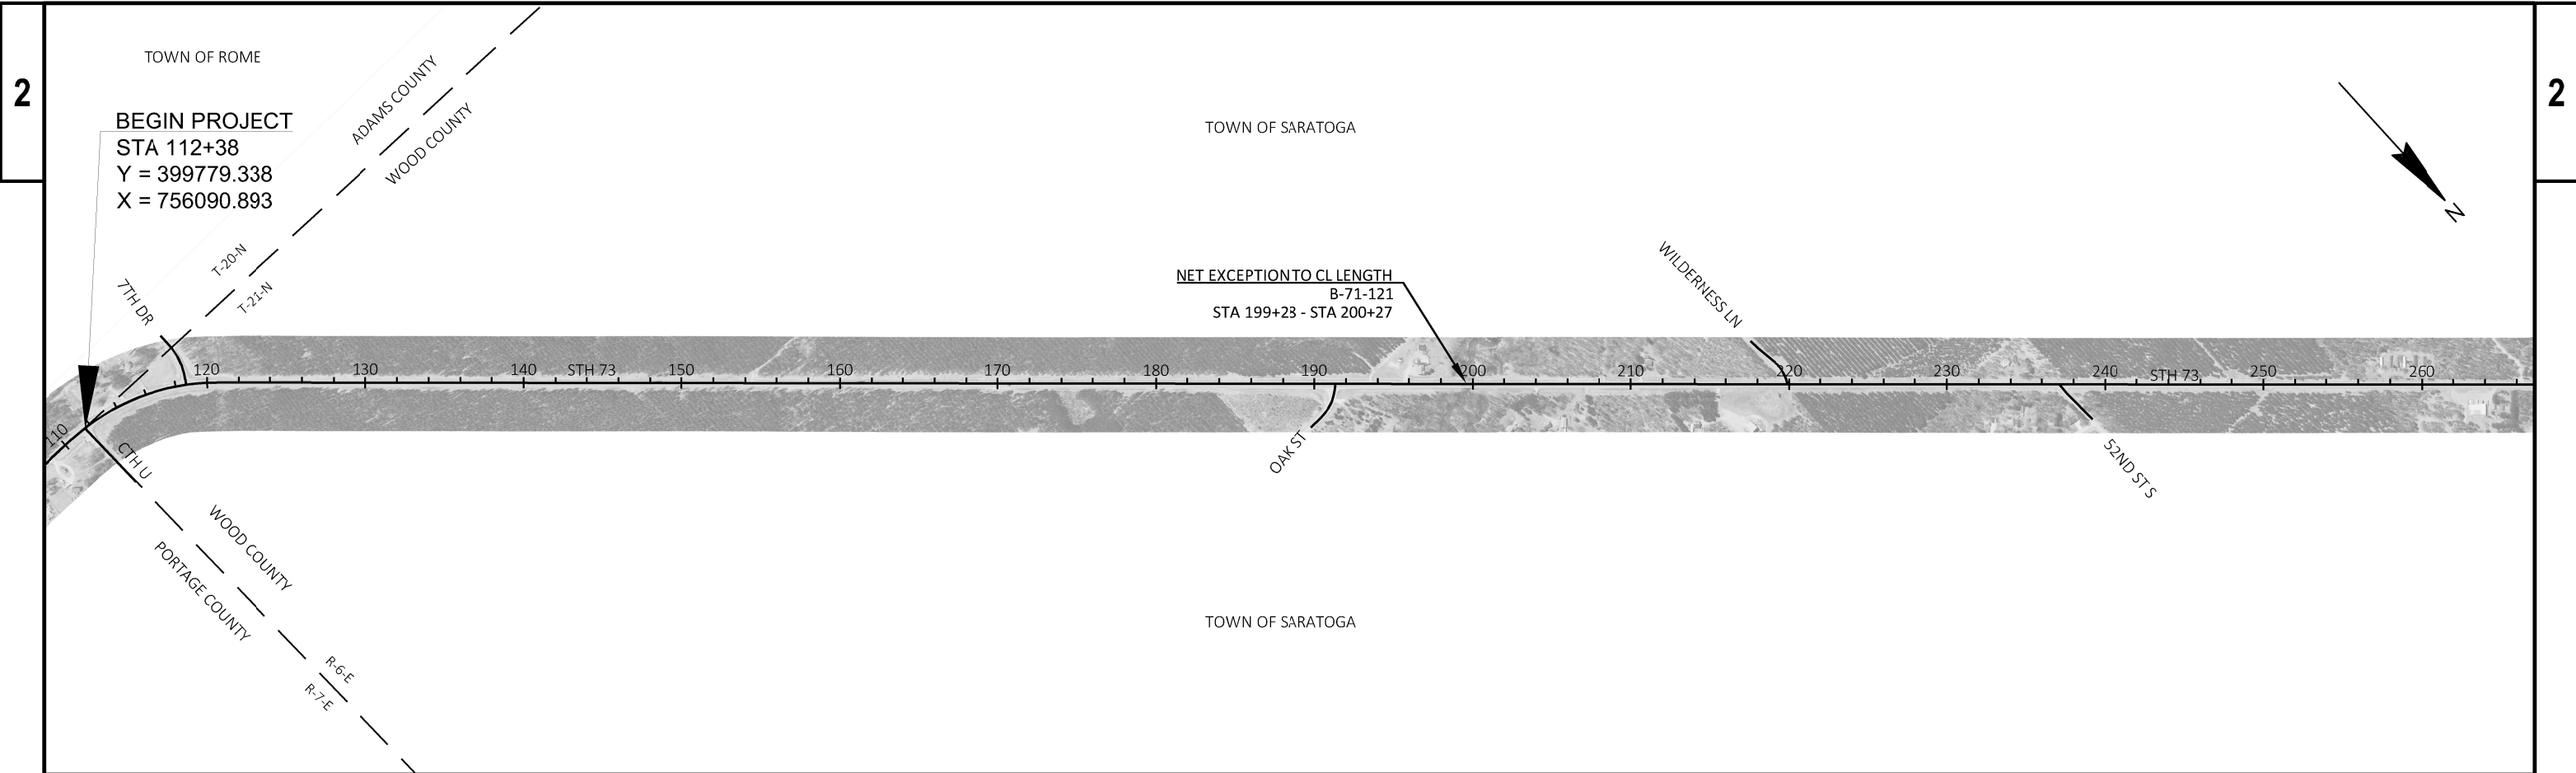 2
2
TOWN OF ROME
BEGIN PROJECT
STA 112+38
Y = 399779.338
X = 756090.893
ADAMS COUNTY
WOOD COUNTY
TOWN OF SARATOGA
N
T-20-N
T-21-N
7TH DR
NET EXCEPTION TO CL LENGTH
B-71-121
STA 199+28 - STA 200+27
WILDERNESS LN
110
120
130
140
STH 73
150
160
170
180
190
200
210
220
230
240
STH 73
250
260
CTH U
OAK ST
52ND ST S
WOOD COUNTY
PORTAGE COUNTY
TOWN OF SARATOGA
R-6-E
R-7-E